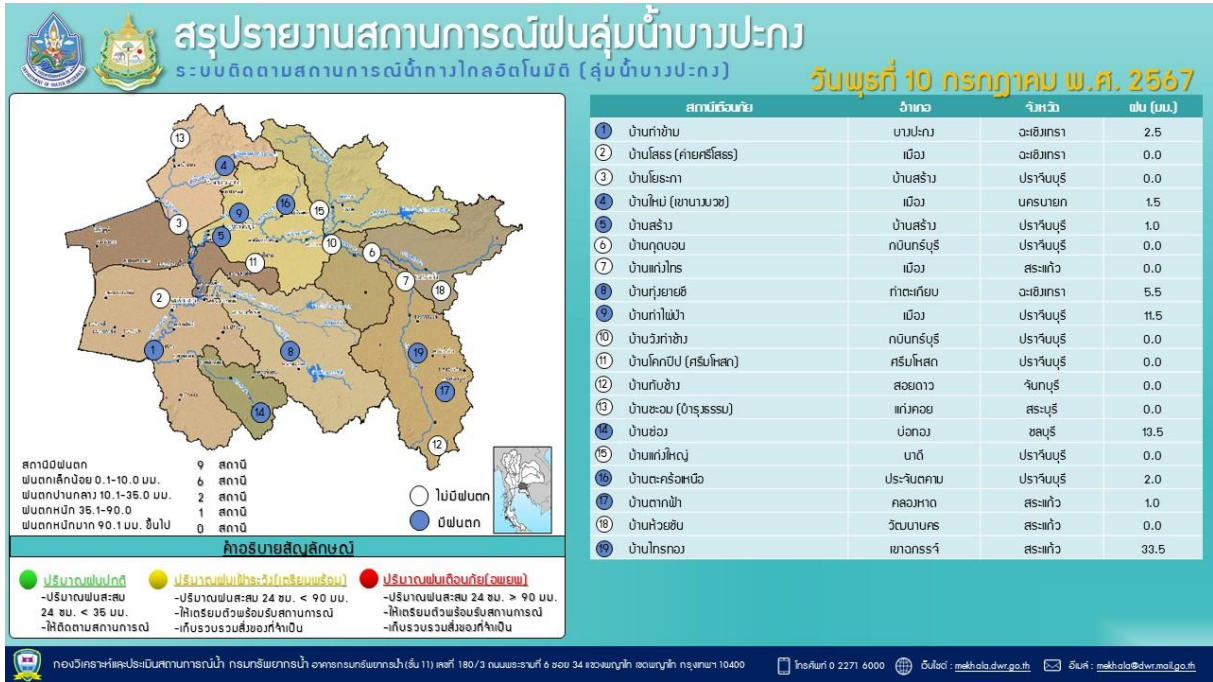 สรุปรายงานสถานการณ์ฝนลุ่มน้ำบางปะกง
ระบบติดตามสถานการณ์น้ำทางไกลอัตโนมัติ (ลุ่มน้ำบางปะกง)
วันพุธที่ 10 กรกฎาคม พ.ศ. 2567
สถานีเตือนภัย อำเภอ จังหวัด ฝน (มม.)
1 บ้านท่าข้าม บางปะกง ฉะเชิงเทรา 2.5
2 บ้านโสธร (ค่ายศรีโสธร) เมือง ฉะเชิงเทรา 0.0
3 บ้านโยธะกา บ้านสร้าง ปราจีนบุรี 0.0
4 บ้านใหม่ (เขานางบวช) เมือง นครนายก 1.5
5 บ้านสร้าง บ้านสร้าง ปราจีนบุรี 1.0
6 บ้านกุดบอน กบินทร์บุรี ปราจีนบุรี 0.0
7 บ้านแก่งไทร เมือง สระแก้ว 0.0
8 บ้านทุ่งยายชี ท่าตะเกียบ ฉะเชิงเทรา 5.5
9 บ้านท่าไผ่ป่า เมือง ปราจีนบุรี 11.5
10 บ้านวังท่าช้าง กบินทร์บุรี ปราจีนบุรี 0.0
11 บ้านโคกปีป (ศรีมโหสถ) ศรีมโหสถ ปราจีนบุรี 0.0
12 บ้านทับช้าง สอยดาว จันทบุรี 0.0
13 บ้านชะอม (บำรุงธรรม) แก่งคอย สระบุรี 0.0
14 บ้านช่อง บ่อทอง ชลบุรี 13.5
15 บ้านแก่งใหญ่ นาดี ปราจีนบุรี 0.0
16 บ้านตะคร้อเหนือ ประจันตคาม ปราจีนบุรี 2.0
17 บ้านตากฟ้า คลองหาด สระแก้ว 1.0
18 บ้านห้วยชัน วัฒนานคร สระแก้ว 0.0
19 บ้านไทรทอง เขาฉกรรจ์ สระแก้ว 33.5
13
4
16
9
15
3
5
10
6
11
7
18
2
1
8
19
17
14
12
สถานีมีฝนตก 9 สถานี
ฝนตกเล็กน้อย 0.1-10.0 มม. 6 สถานี
ฝนตกปานกลาง 10.1-35.0 มม. 2 สถานี
ฝนตกหนัก 35.1-90.0 1 สถานี
ฝนตกหนักมาก 90.1 มม. ขึ้นไป 0 สถานี
ไม่มีฝนตก
มีฝนตก
คำอธิบายสัญลักษณ์
ปริมาณฝนปกติ
-ปริมาณฝนสะสม
24 ชม. < 35 มม.
-ให้ติดตามสถานการณ์
ปริมาณฝนเฝ้าระวัง(เตรียมพร้อม)
-ปริมาณฝนสะสม 24 ชม. < 90 มม.
-ให้เตรียมตัวพร้อมรับสถานการณ์
-เก็บรวบรวมสิ่งของที่จำเป็น
ปริมาณฝนเตือนภัย(อพยพ)
-ปริมาณฝนสะสม 24 ชม. > 90 มม.
-ให้เตรียมตัวพร้อมรับสถานการณ์
-เก็บรวบรวมสิ่งของที่จำเป็น
กองวิเคราะห์และประเมินสถานการณ์น้ำ กรมทรัพยากรน้ำ อาคารกรมทรัพยากรน้ำ (ชั้น 11) เลขที่ 180/3 ถนนพระรามที่ 6 ซอย 34 แขวงพญาไท เขตพญาไท กรุงเทพฯ 10400
โทรศัพท์ 0 2271 6000
เว็บไซต์ : mekhala.dwr.go.th
อีเมล์ : mekhala@dwr.mail.go.th